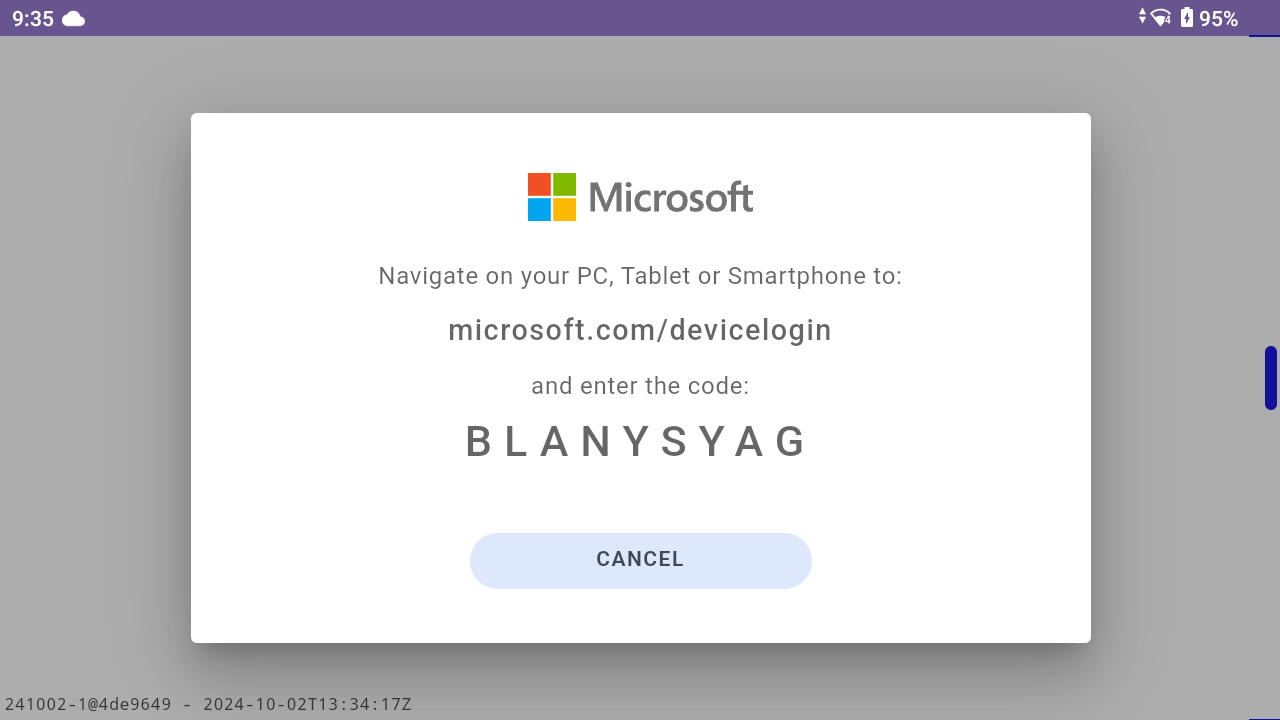 9:35
4 95%
Microsoft
Navigate on your PC, Tablet or Smartphone to:
microsoft.com/devicelogin
and enter the code:
BLANYSYAG
CANCEL
241002-1@4de9649 - 2024-10-02T13:34:17Z